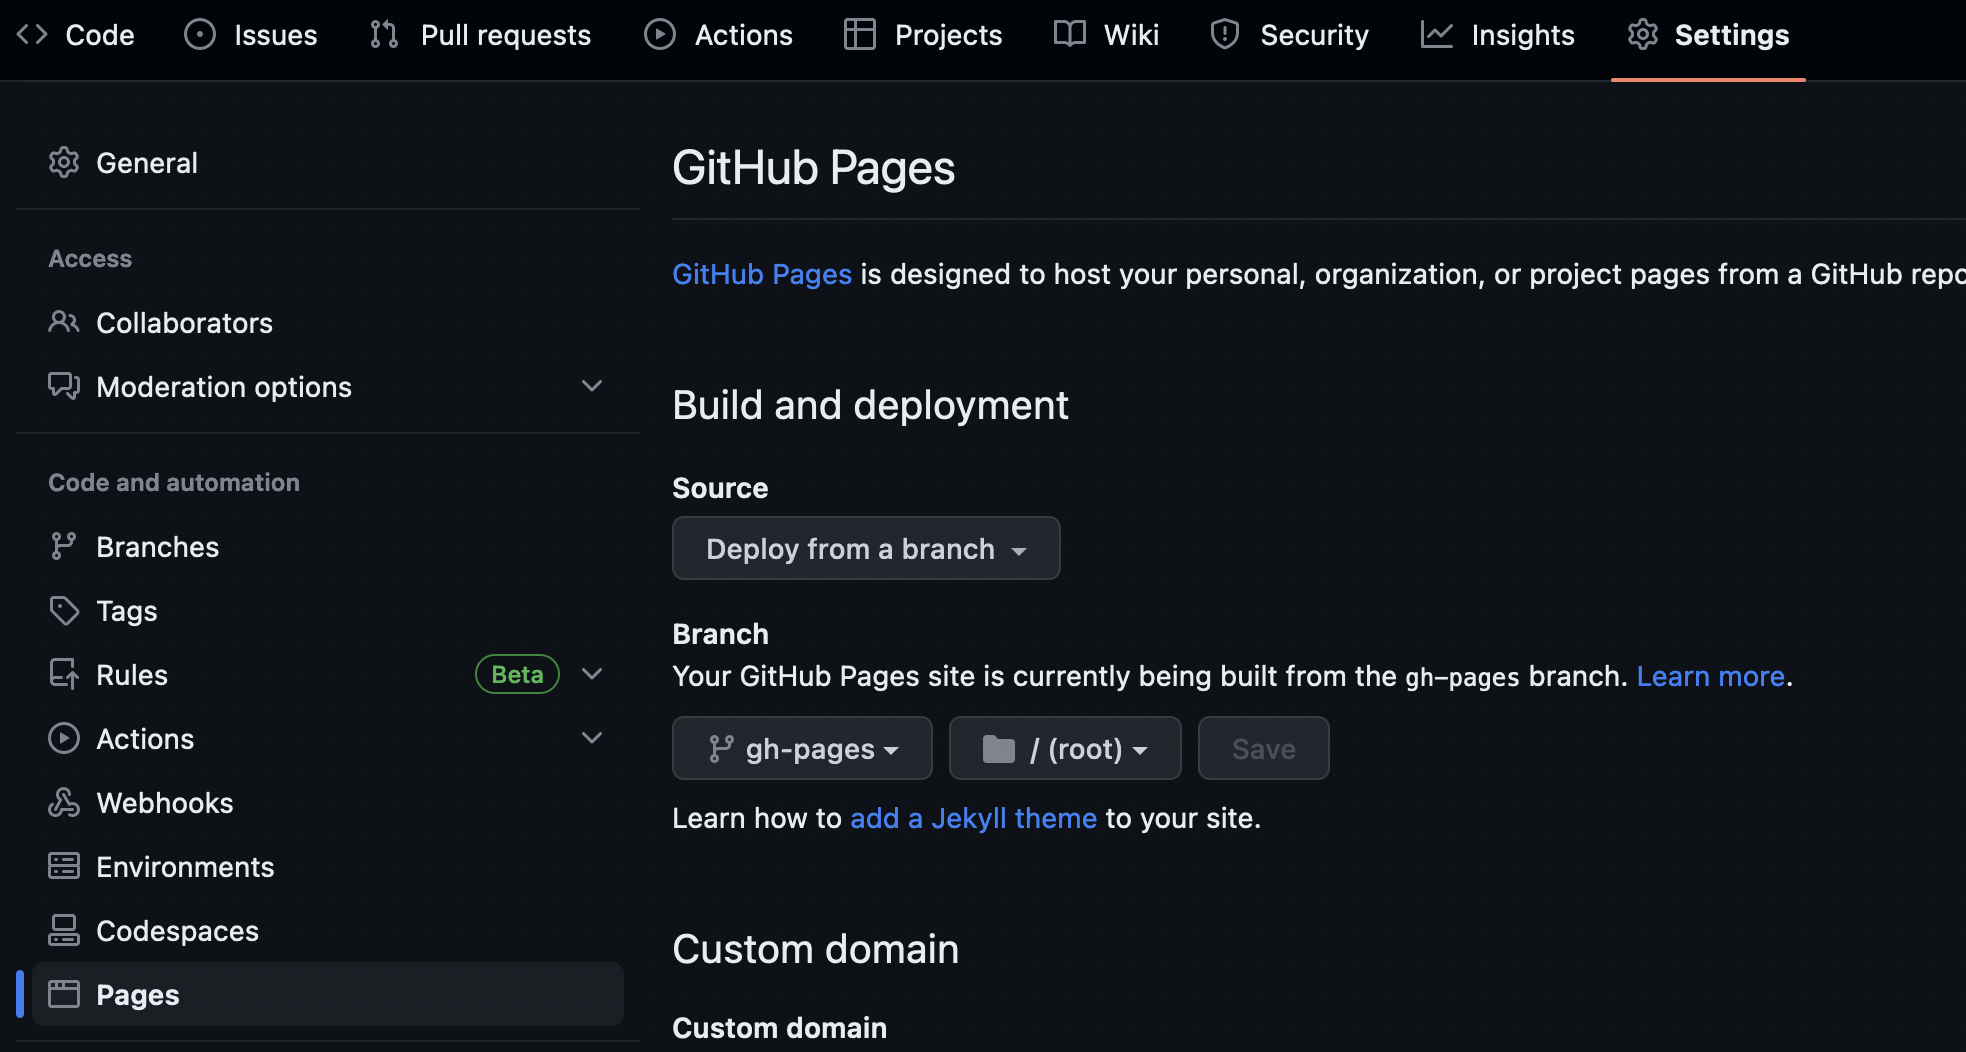 Code Issues Pull requests Actions Projects Wiki Security Insights Settings
General
Access
Collaborators
Moderation options
Code and automation
Branches
Tags
Rules Beta
Actions
Webhooks
Environments
Codespaces
Pages
GitHub Pages
GitHub Pages is designed to host your personal, organization, or project pages from a GitHub repo
Build and deployment
Source
Deploy from a branch
Branch
Your GitHub Pages site is currently being built from the gh-pages branch. Learn more.
gh-pages / (root) Save
Learn how to add a Jekyll theme to your site.
Custom domain
Custom domain